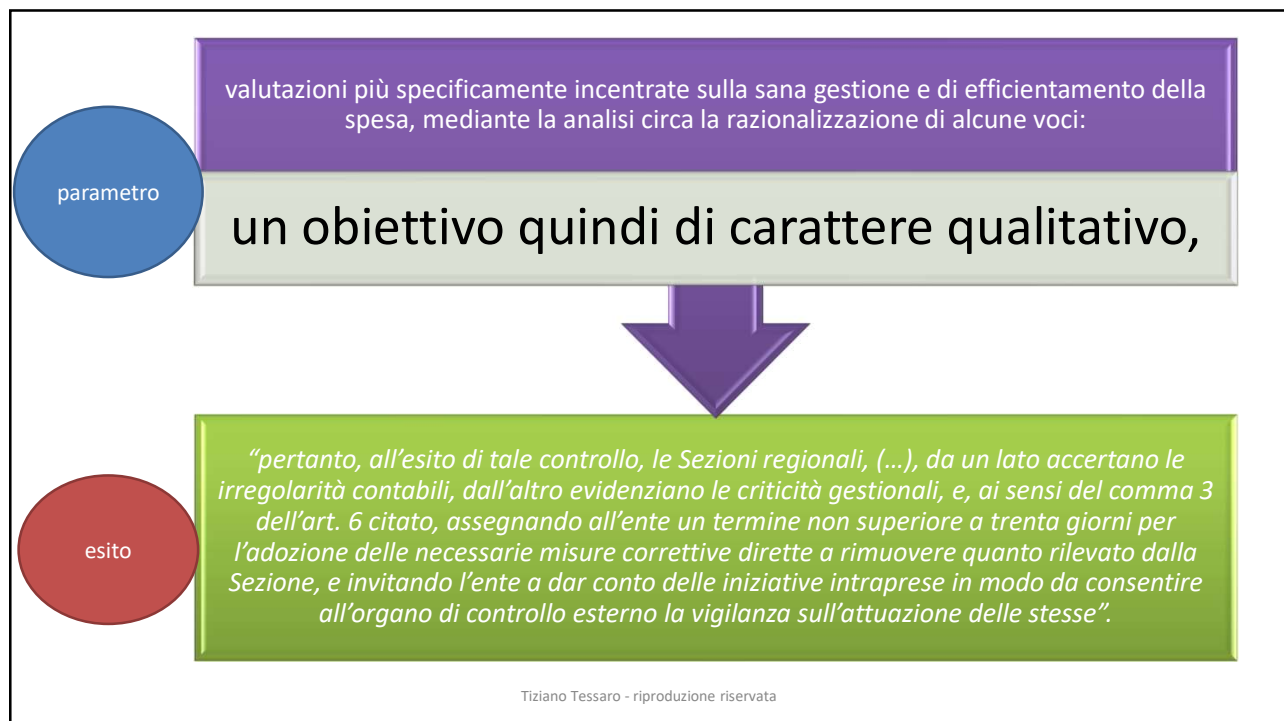 valutazioni più specificamente incentrate sulla sana gestione e di efficientamento della
spesa, mediante la analisi circa la razionalizzazione di alcune voci:
parametro
un obiettivo quindi di carattere qualitativo,
“pertanto, all’esito di tale controllo, le Sezioni regionali, (…), da un lato accertano le
irregolarità contabili, dall’altro evidenziano le criticità gestionali, e, ai sensi del comma 3
dell’art. 6 citato, assegnando all’ente un termine non superiore a trenta giorni per
l’adozione delle necessarie misure correttive dirette a rimuovere quanto rilevato dalla
Sezione, e invitando l’ente a dar conto delle iniziative intraprese in modo da consentire
all’organo di controllo esterno la vigilanza sull’attuazione delle stesse”.
esito
Tiziano Tessaro - riproduzione riservata